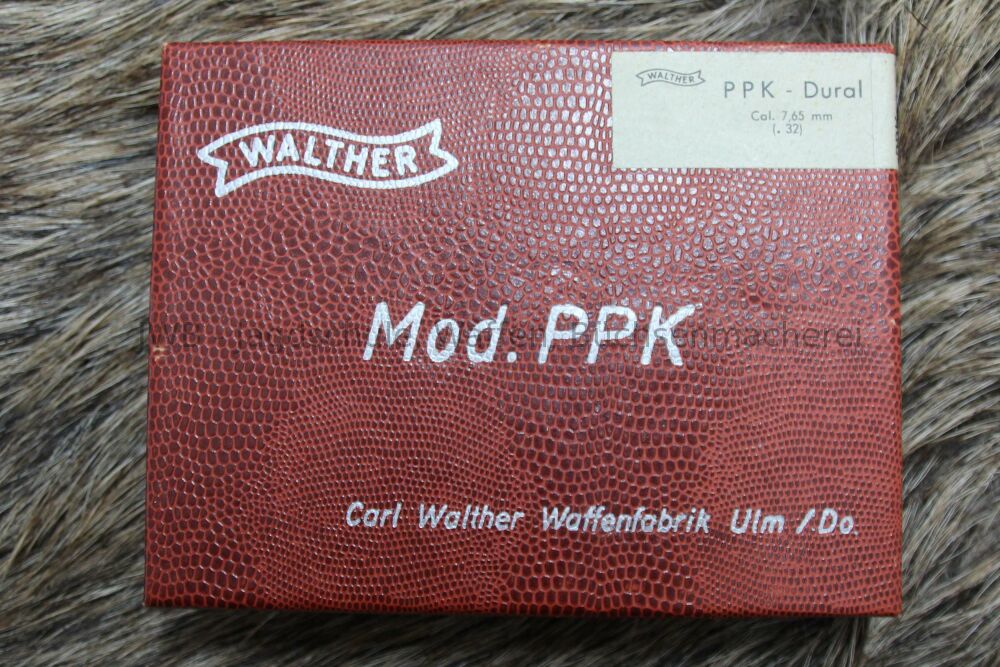 WALTHER
PPK - Dural
Cal. 7,65 mm
(. 32)
WALTHER
Mod. PPK
Carl Walther Waffenfabrik Ulm /Do.